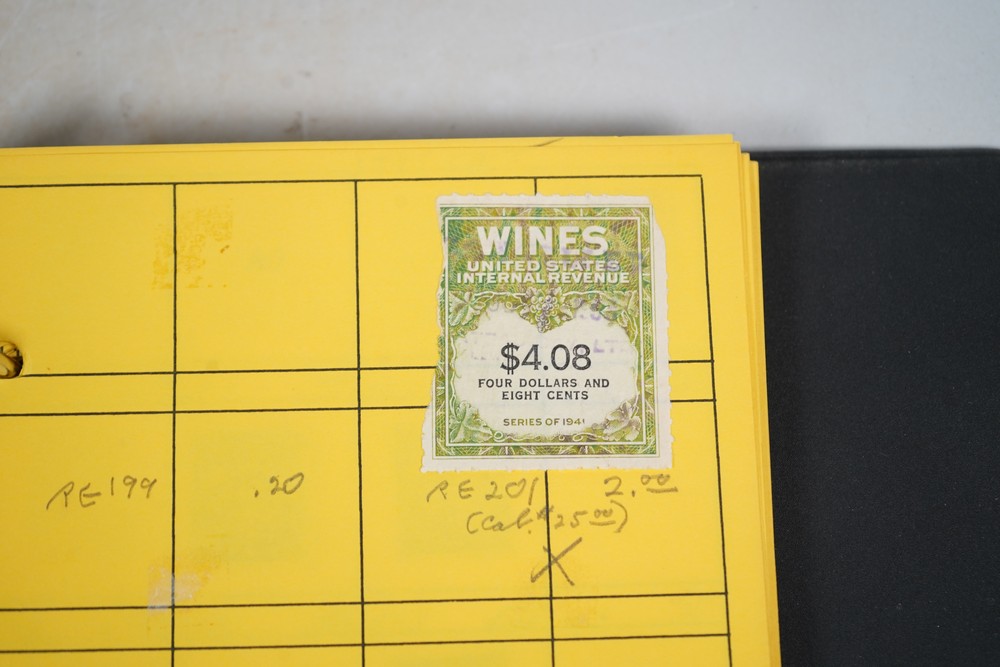 WINES
UNITED STATES
INTERNAL REVENUE
$4.08
FOUR DOLLARS AND
EIGHT CENTS
SERIES OF 1941
RE199 .20 RE201 2.00
(Cat. # 25 00)
X